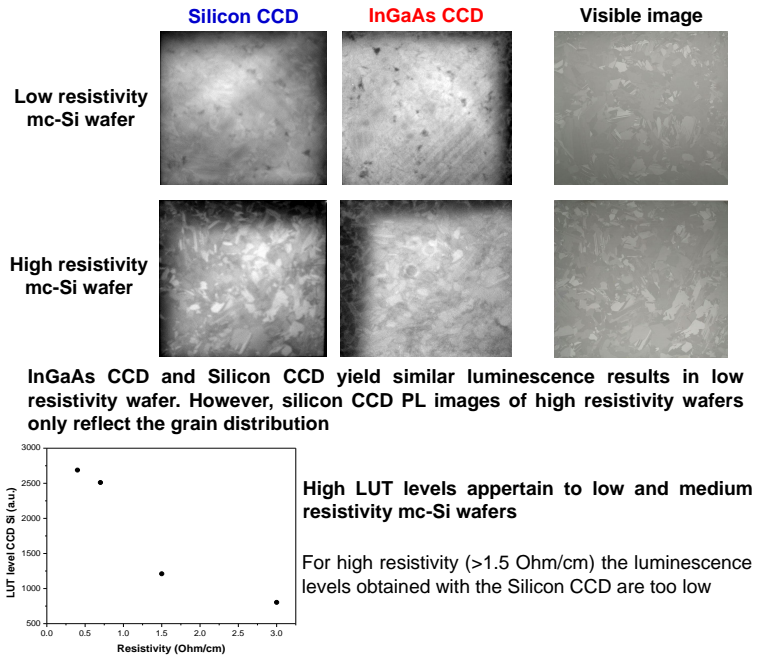 Silicon CCD
InGaAs CCD
Visible image
Low resistivity
mc-Si wafer
High resistivity
mc-Si wafer
InGaAs CCD and Silicon CCD yield similar luminescence results in low
resistivity wafer. However, silicon CCD PL images of high resistivity wafers
only reflect the grain distribution
3000
2500
2000
1500
1000
500
LUT level CCD Si (a.u.)
0.0 0.5 1.0 1.5 2.0 2.5 3.0
Resistivity (Ohm/cm)
High LUT levels appertain to low and medium
resistivity mc-Si wafers
For high resistivity (>1.5 Ohm/cm) the luminescence
levels obtained with the Silicon CCD are too low